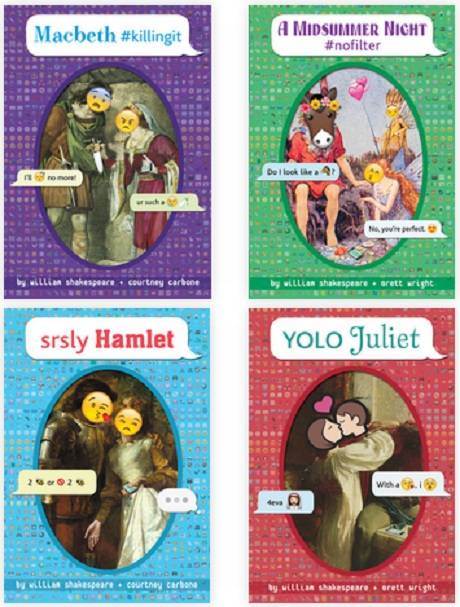 Macbeth #killingit
I'll 😴 no more!
ur such a
by william shakespeare + courtney carbone
A MIDSUMMER NIGHT
#nofilter
Do I look like a 🐴?
No, you're perfect. 😍
by william shakespeare + brett wright
srsly Hamlet
2 🐝 or 🚫 2 🐝
by william shakespeare + courtney carbone
YOLO Juliet
With a 😘, I 😵
4eva 👰
by william shakespeare + brett wright